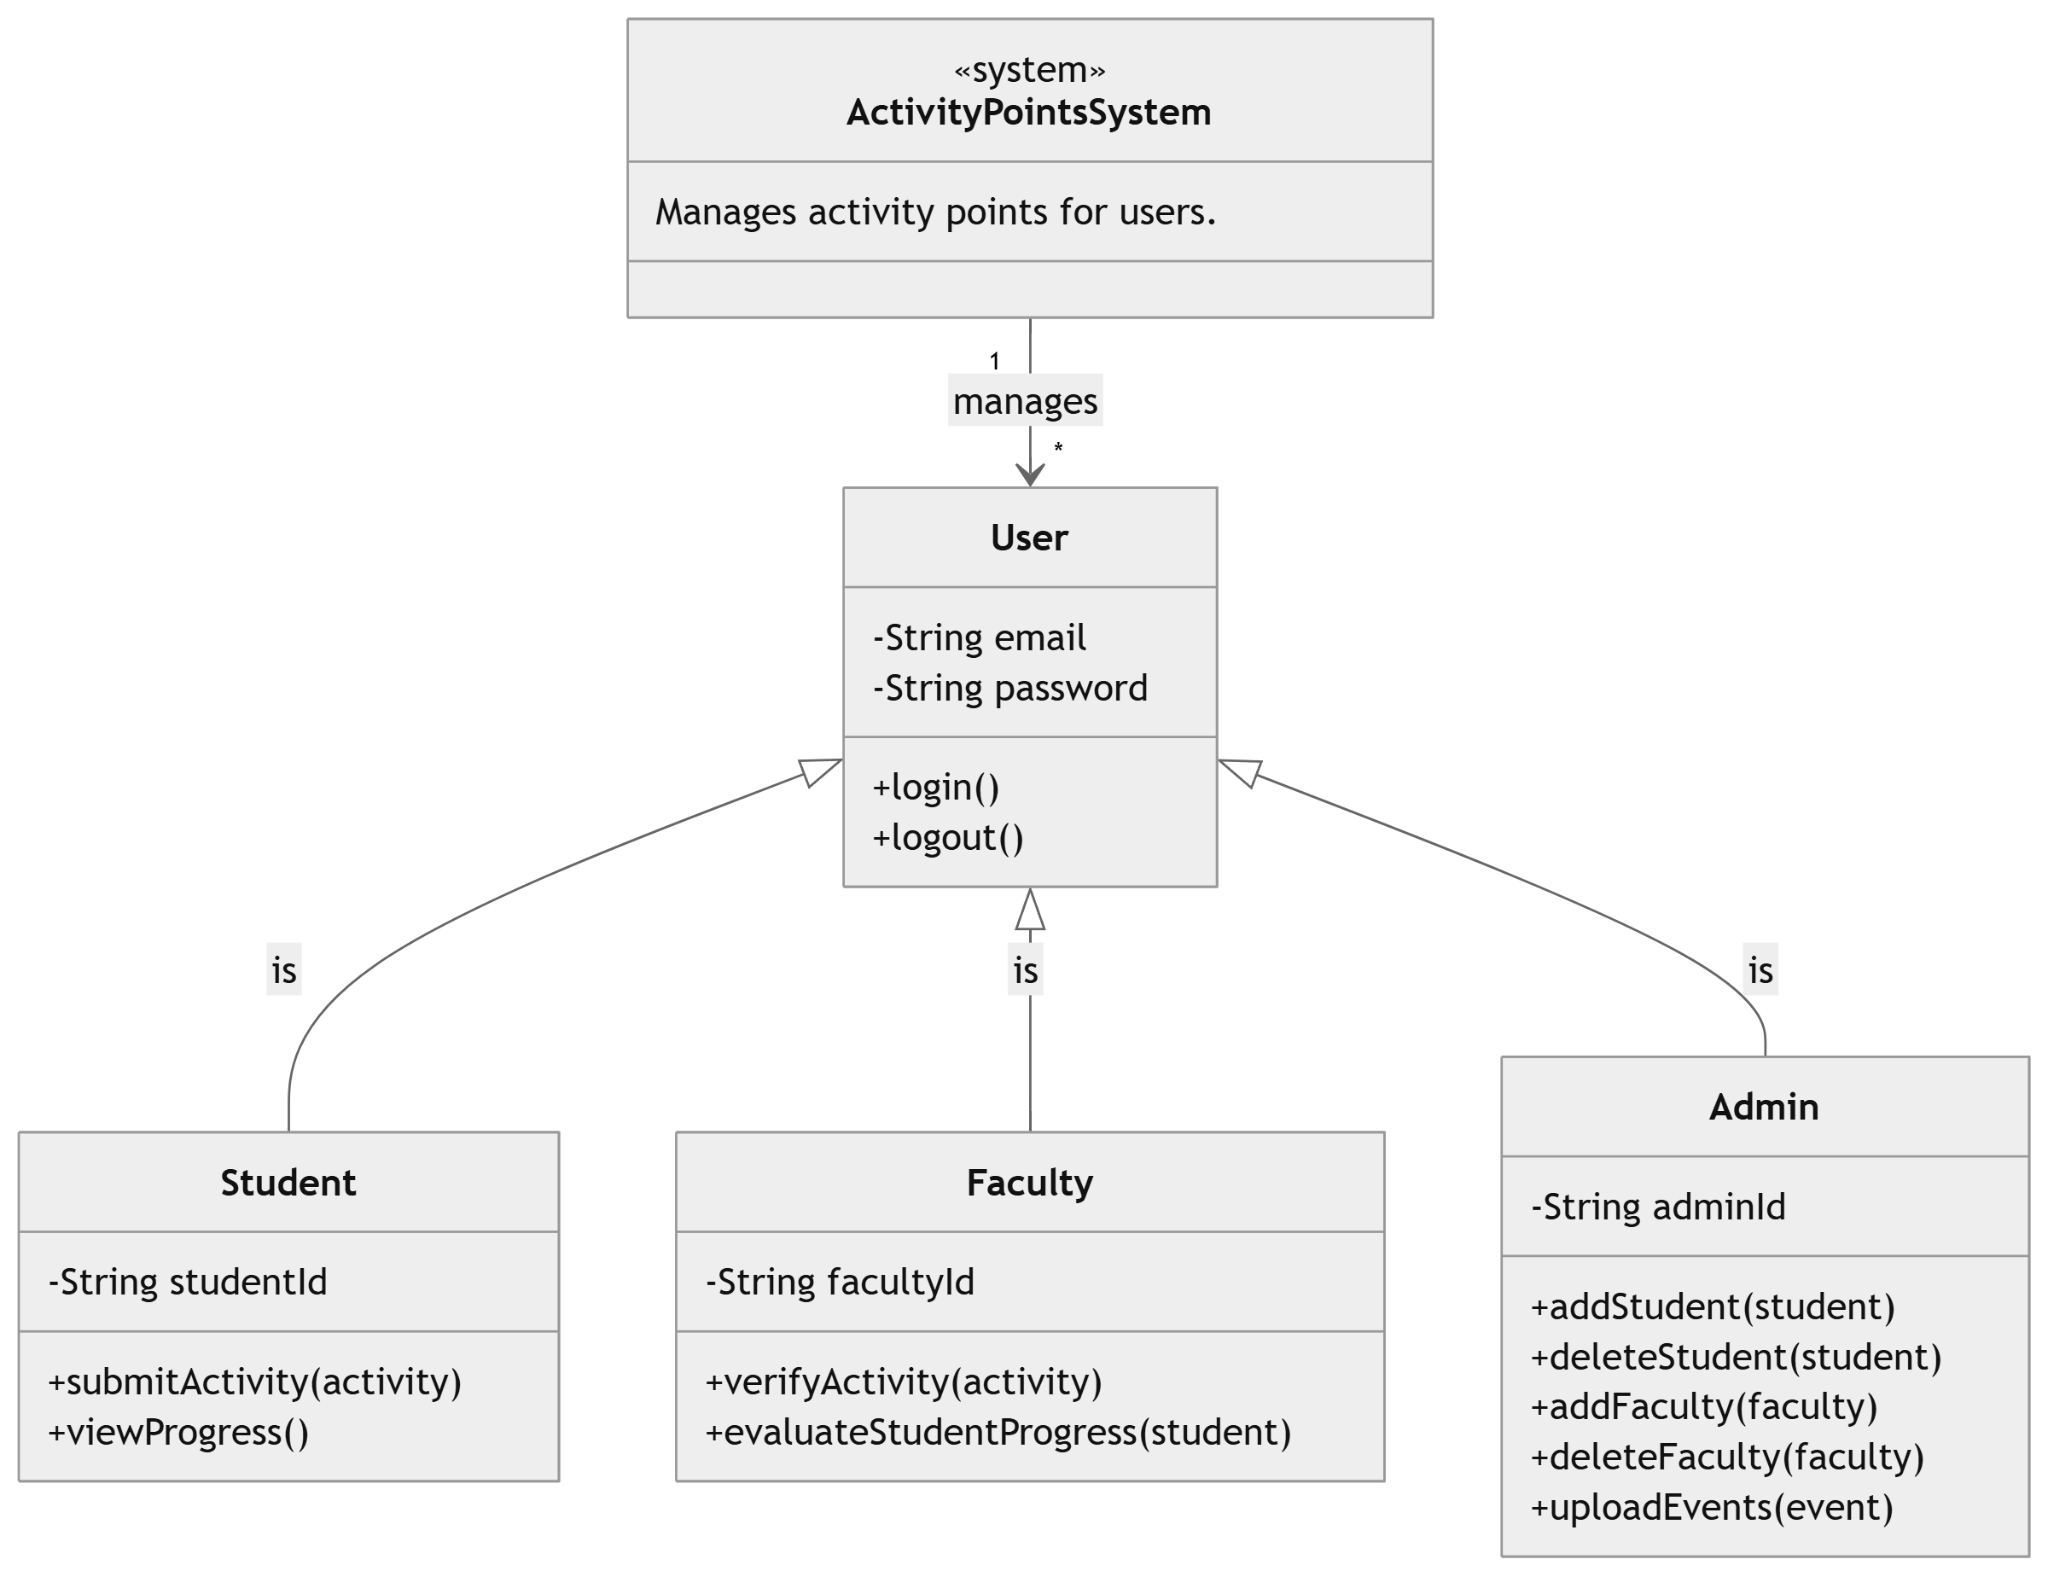 «system»
ActivityPointsSystem
Manages activity points for users.
1
manages
*
User
-String email
-String password
+login()
+logout()
is
is
is
Student
-String studentId
+submitActivity(activity)
+viewProgress()
Faculty
-String facultyId
+verifyActivity(activity)
+evaluateStudentProgress(student)
Admin
-String adminId
+addStudent(student)
+deleteStudent(student)
+addFaculty(faculty)
+deleteFaculty(faculty)
+uploadEvents(event)